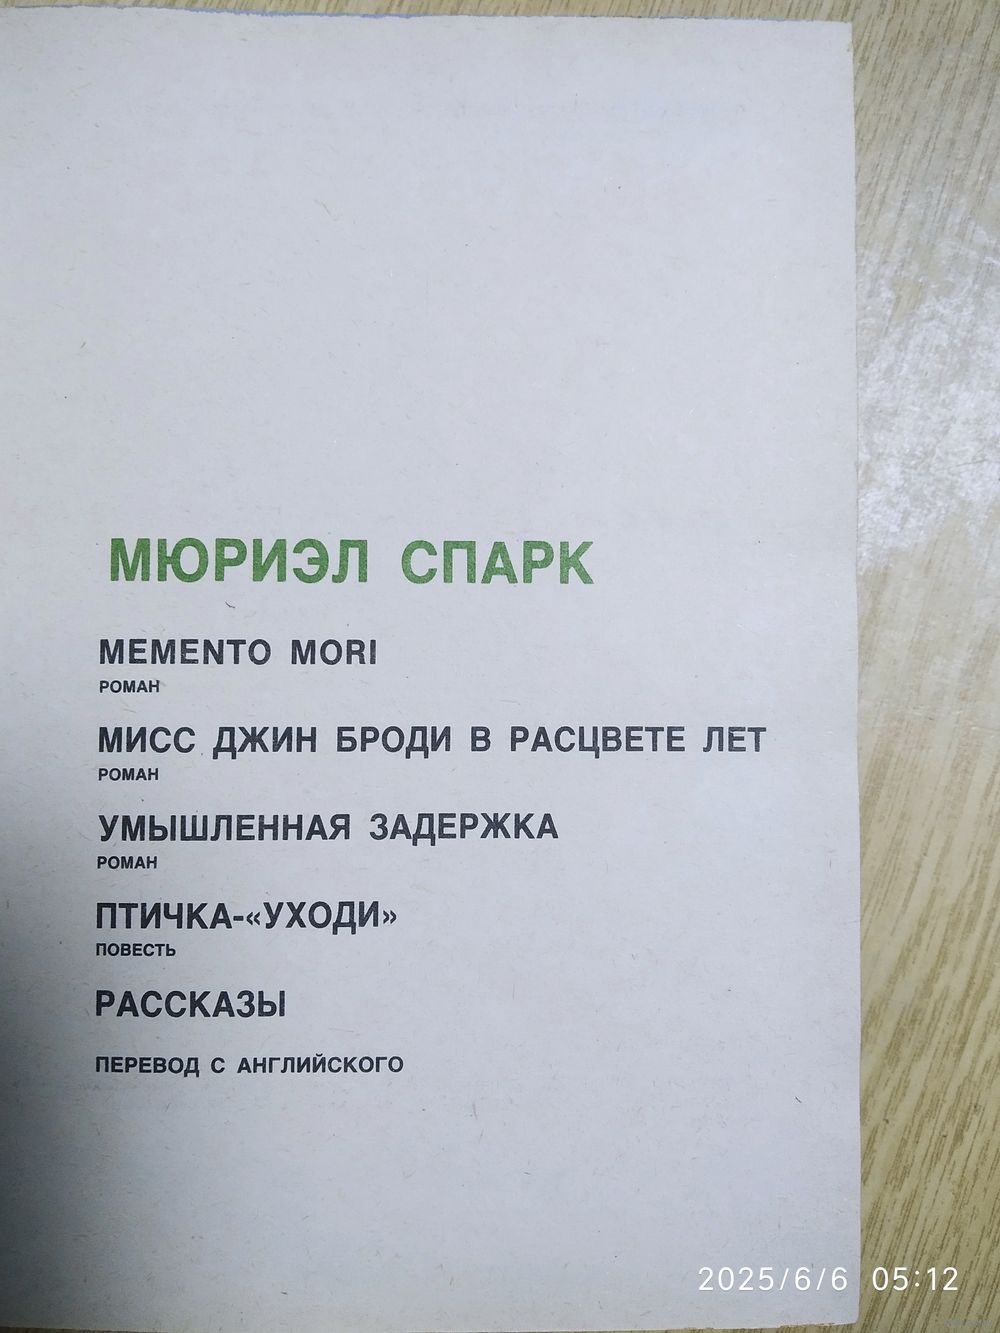 МЮРИЭЛ СПАРК
MEMENTO MORI
РОМАН
МИСС ДЖИН БРОДИ В РАСЦВЕТЕ ЛЕТ
РОМАН
УМЫШЛЕННАЯ ЗАДЕРЖКА
РОМАН
ПТИЧКА-«УХОДИ»
ПОВЕСТЬ
РАССКАЗЫ
ПЕРЕВОД С АНГЛИЙСКОГО
2025/6/6 05:12